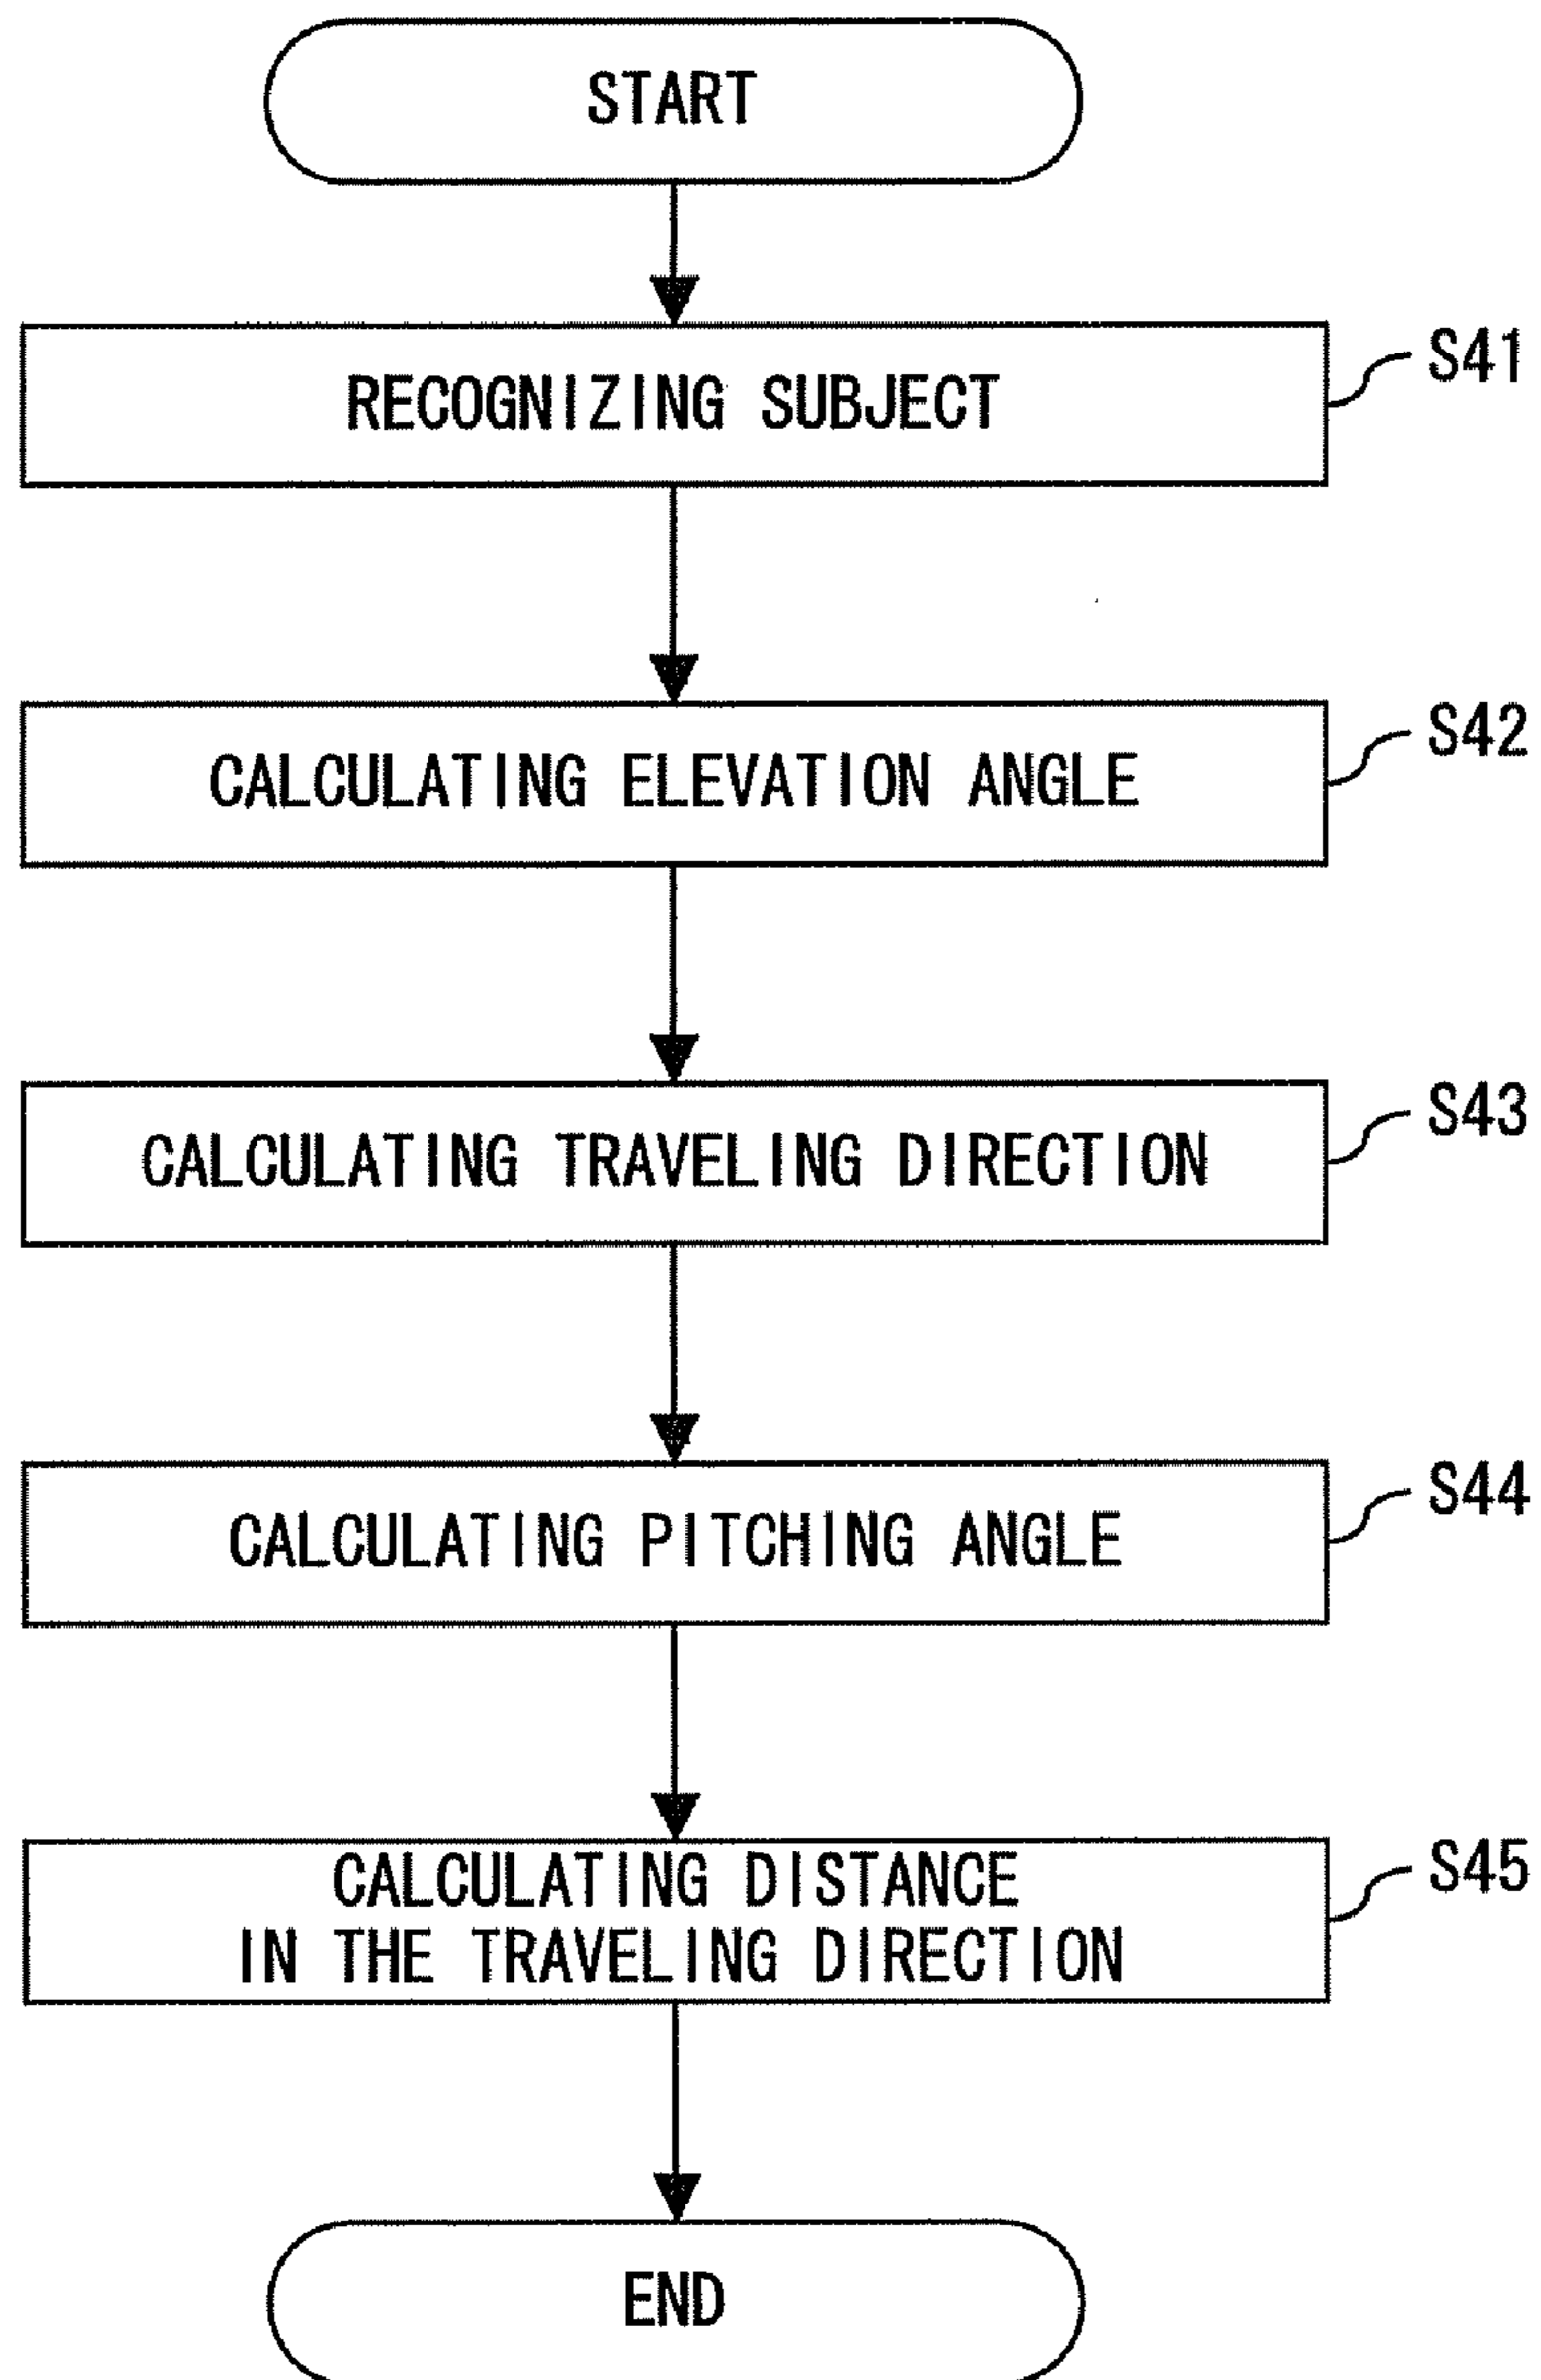 START
RECOGNIZING SUBJECT
S41
CALCULATING ELEVATION ANGLE
S42
CALCULATING TRAVELING DIRECTION
S43
CALCULATING PITCHING ANGLE
S44
CALCULATING DISTANCE
IN THE TRAVELING DIRECTION
S45
END